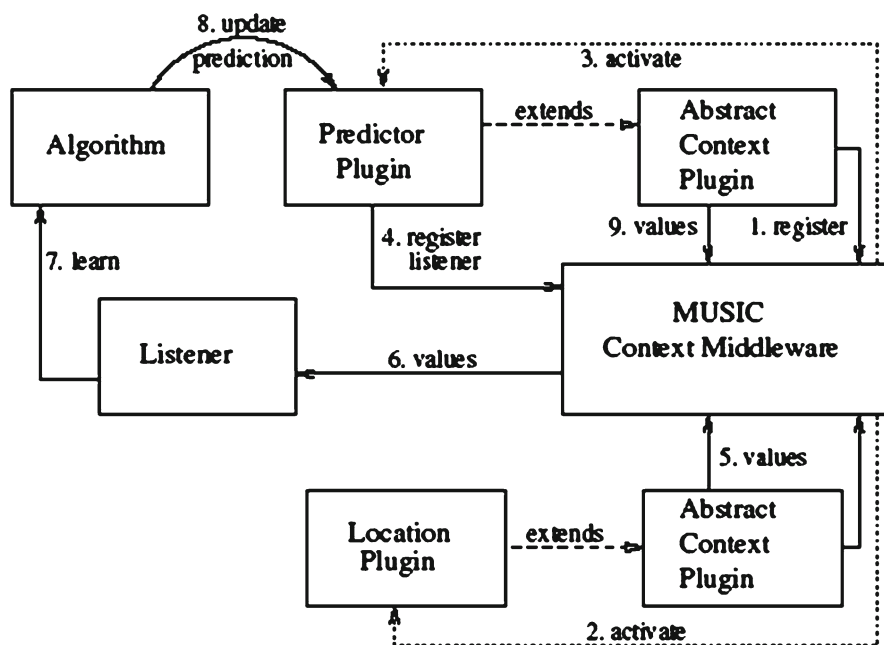 8. update
prediction
3. activate
Algorithm
Predictor
Plugin
extends
Abstract
Context
Plugin
4. register
listener
9. values
1. register
7. learn
Listener
6. values
MUSIC
Context Middleware
5. values
Location
Plugin
extends
Abstract
Context
Plugin
2. activate